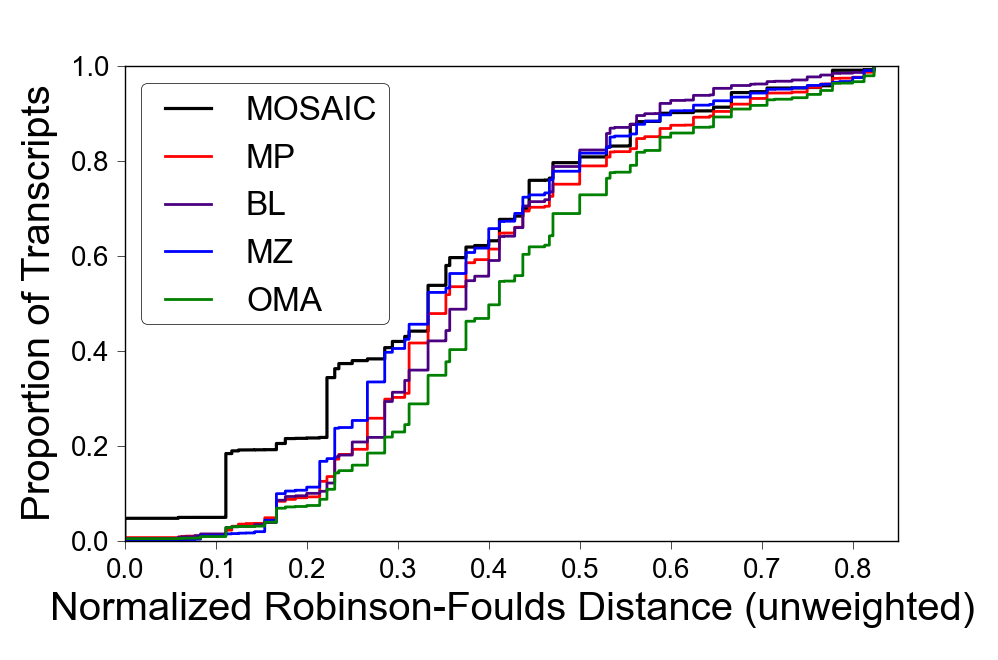 1.0
0.8
0.6
0.4
0.2
0.0
Proportion of Transcripts
MOSAIC
MP
BL
MZ
OMA
0.0 0.1 0.2 0.3 0.4 0.5 0.6 0.7 0.8
Normalized Robinson-Foulds Distance (unweighted)